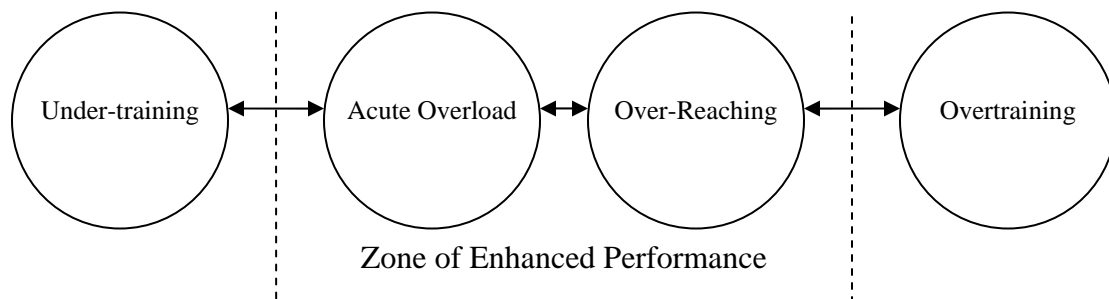 Under-training
Acute Overload
Over-Reaching
Overtraining
Zone of Enhanced Performance